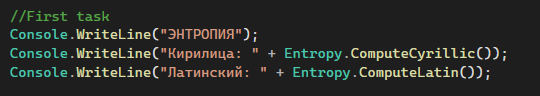 //First task
Console.WriteLine("ЭНТРОПИЯ");
Console.WriteLine("Кирилица: " + Entropy.ComputeCyrillic());
Console.WriteLine("Латинский: " + Entropy.ComputeLatin());